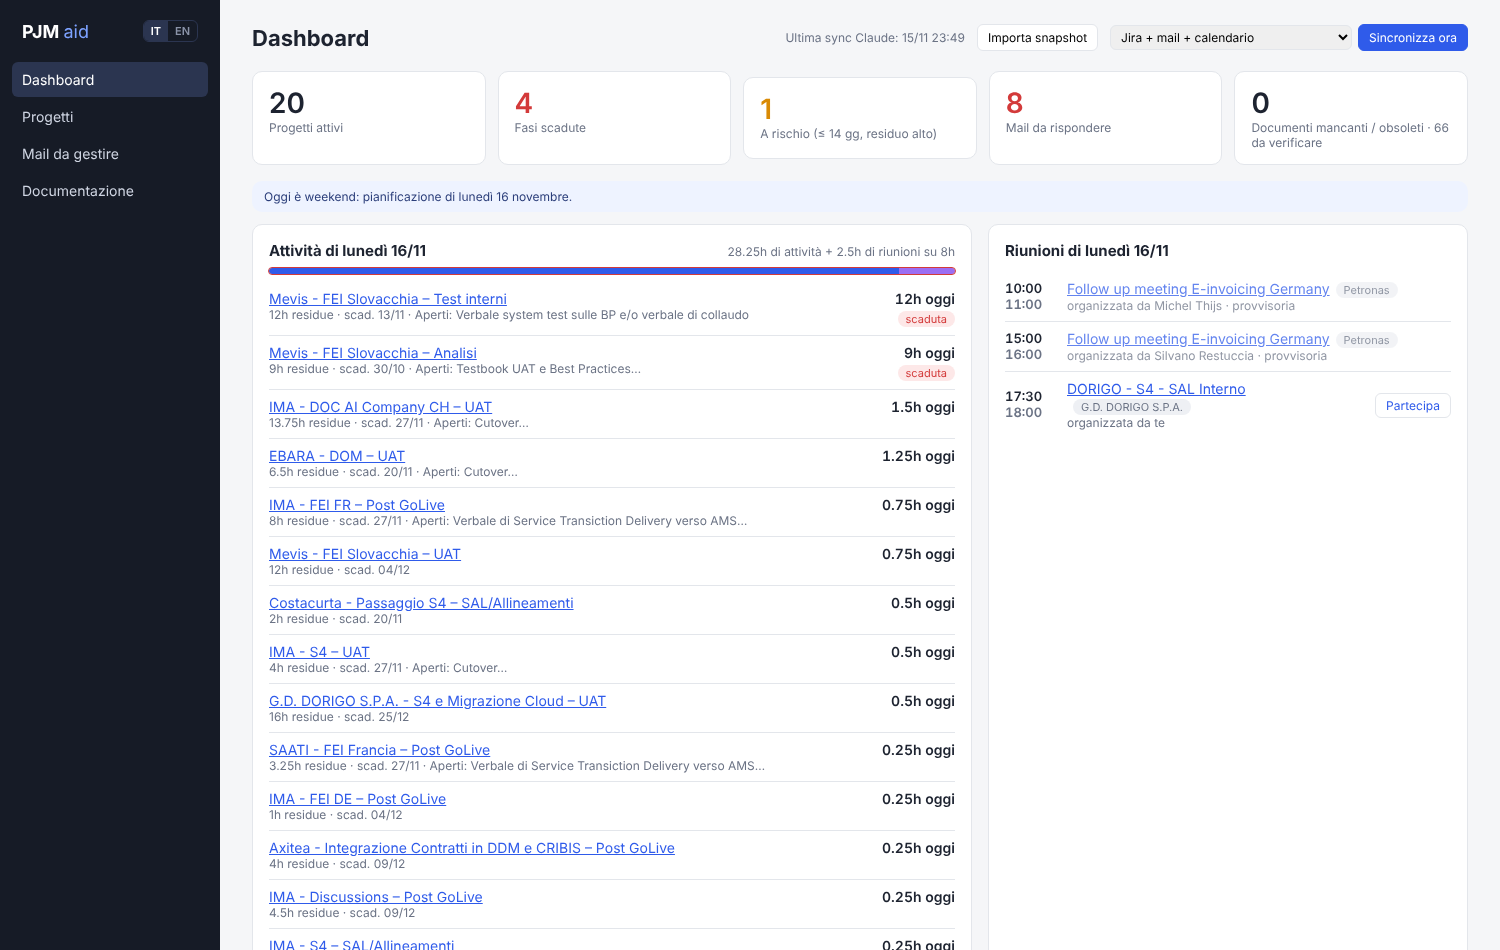 PJM aid
IT EN
Dashboard
Progetti
Mail da gestire
Documentazione
Dashboard
Ultima sync Claude: 15/11 23:49
Importa snapshot
Jira + mail + calendario
Sincronizza ora
20
Progetti attivi
4
Fasi scadute
1
A rischio (≤ 14 gg, residuo alto)
8
Mail da rispondere
0
Documenti mancanti / obsoleti · 66
da verificare
Oggi è weekend: pianificazione di lunedì 16 novembre.
Attività di lunedì 16/11
28.25h di attività + 2.5h di riunioni su 8h
Mevis - FEI Slovacchia – Test interni
12h oggi
12h residue · scad. 13/11 · Aperti: Verbale system test sulle BP e/o verbale di collaudo
scaduta
Mevis - FEI Slovacchia – Analisi
9h oggi
9h residue · scad. 30/10 · Aperti: Testbook UAT e Best Practices...
scaduta
IMA - DOC AI Company CH – UAT
1.5h oggi
13.75h residue · scad. 27/11 · Aperti: Cutover...
EBARA - DOM – UAT
1.25h oggi
6.5h residue · scad. 20/11 · Aperti: Cutover...
IMA - FEI FR – Post GoLive
0.75h oggi
8h residue · scad. 27/11 · Aperti: Verbale di Service Transiction Delivery verso AMS...
Mevis - FEI Slovacchia – UAT
0.75h oggi
12h residue · scad. 04/12
Costacurta - Passaggio S4 – SAL/Allineamenti
0.5h oggi
2h residue · scad. 20/11
IMA - S4 – UAT
0.5h oggi
4h residue · scad. 27/11 · Aperti: Cutover...
G.D. DORIGO S.P.A. - S4 e Migrazione Cloud – UAT
0.5h oggi
16h residue · scad. 25/12
SAATI - FEI Francia – Post GoLive
0.25h oggi
3.25h residue · scad. 27/11 · Aperti: Verbale di Service Transiction Delivery verso AMS...
IMA - FEI DE – Post GoLive
0.25h oggi
1h residue · scad. 04/12
Axitea - Integrazione Contratti in DDM e CRIBIS – Post GoLive
0.25h oggi
4h residue · scad. 09/12
IMA - Discussions – Post GoLive
0.25h oggi
4.5h residue · scad. 09/12
IMA - S4 – SAL/Allineamenti
0.25h oggi
Riunioni di lunedì 16/11
10:00
11:00
Follow up meeting E-invoicing Germany Petronas
organizzata da Michel Thijs · provvisoria
15:00
16:00
Follow up meeting E-invoicing Germany Petronas
organizzata da Silvano Restuccia · provvisoria
17:30
18:00
DORIGO - S4 - SAL Interno
G.D. DORIGO S.P.A.
organizzata da te
Partecipa